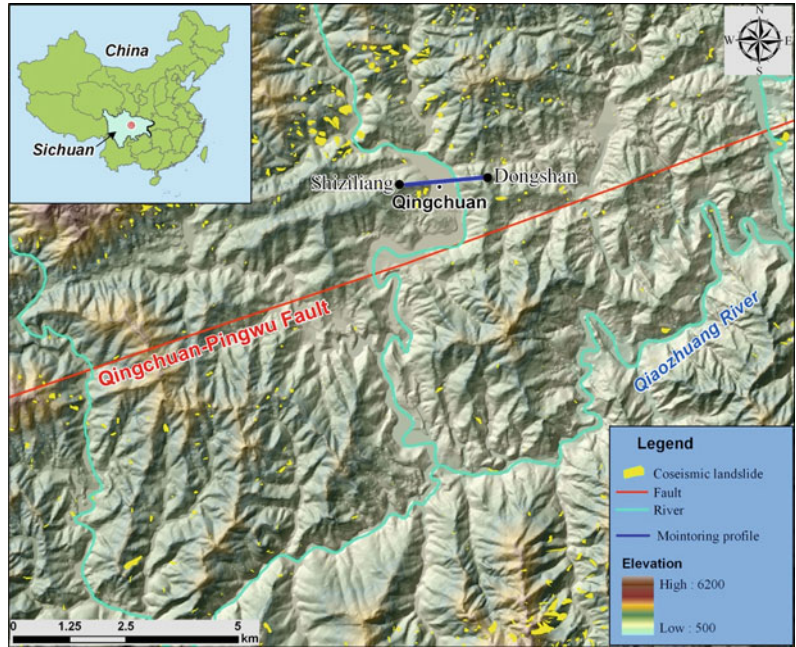 China
Sichuan
N
W
E
S
Shiziliang
Dongshan
Qingchuan
Qingchuan-Pingwu Fault
Qiaozhuang River
Legend
Coseismic landslide
Fault
River
Mointoring profile
Elevation
High : 6200
Low : 500
0 1.25 2.5 5
km